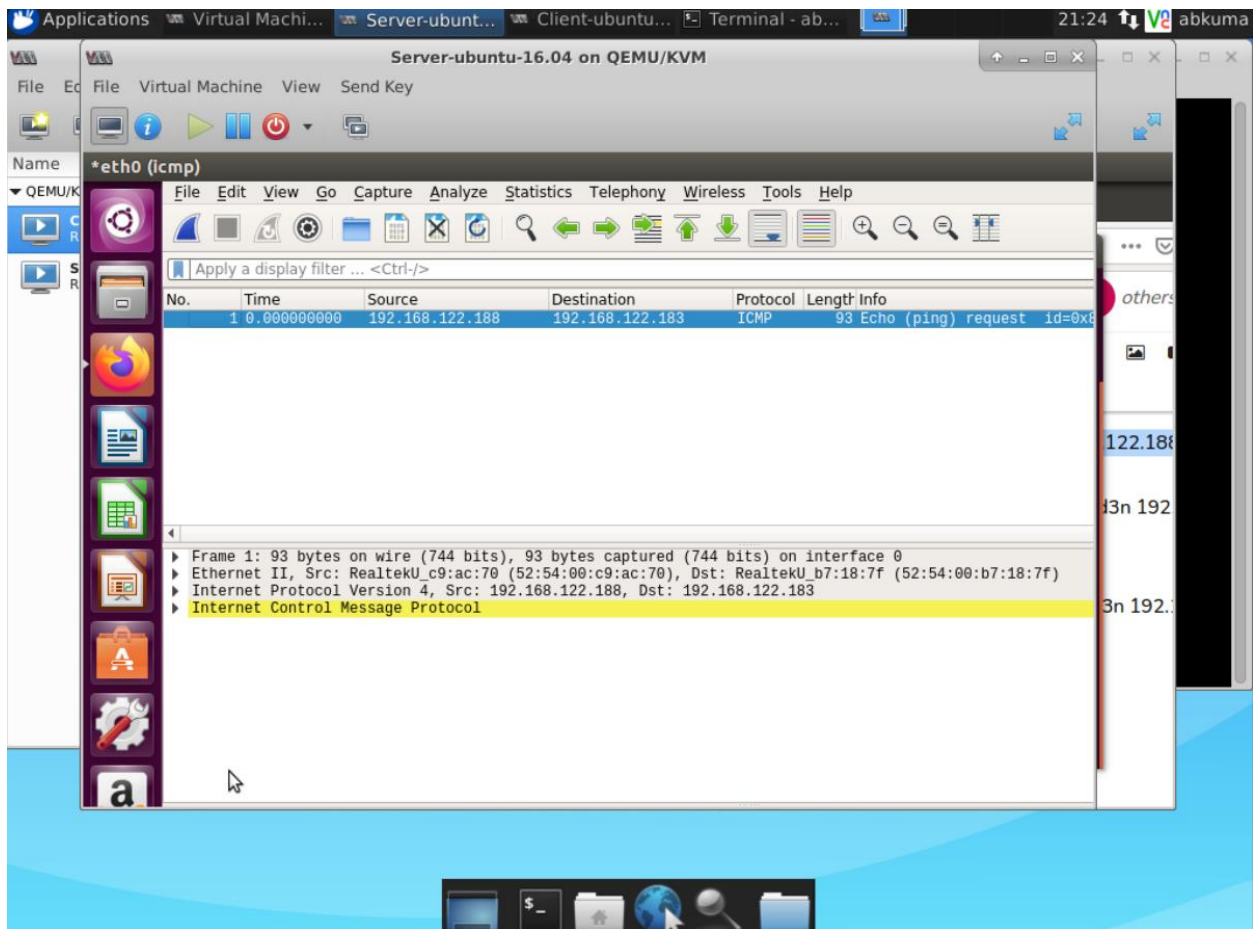 Applications Virtual Machi... Server-ubunt... Client-ubuntu... Terminal - ab... 21:24 abkuma
Server-ubuntu-16.04 on QEMU/KVM
File Ed File Virtual Machine View Send Key
Name *eth0 (icmp)
QEMU/K File Edit View Go Capture Analyze Statistics Telephony Wireless Tools Help
C
R
Apply a display filter ... <Ctrl-/>
S
R
others
No. Time Source Destination Protocol Length Info
1 0.000000000 192.168.122.188 192.168.122.183 ICMP 93 Echo (ping) request id=0x8
.122.188
d3n 192
Frame 1: 93 bytes on wire (744 bits), 93 bytes captured (744 bits) on interface 0
Ethernet II, Src: RealtekU_c9:ac:70 (52:54:00:c9:ac:70), Dst: RealtekU_b7:18:7f (52:54:00:b7:18:7f)
Internet Protocol Version 4, Src: 192.168.122.188, Dst: 192.168.122.183
Internet Control Message Protocol
3n 192.